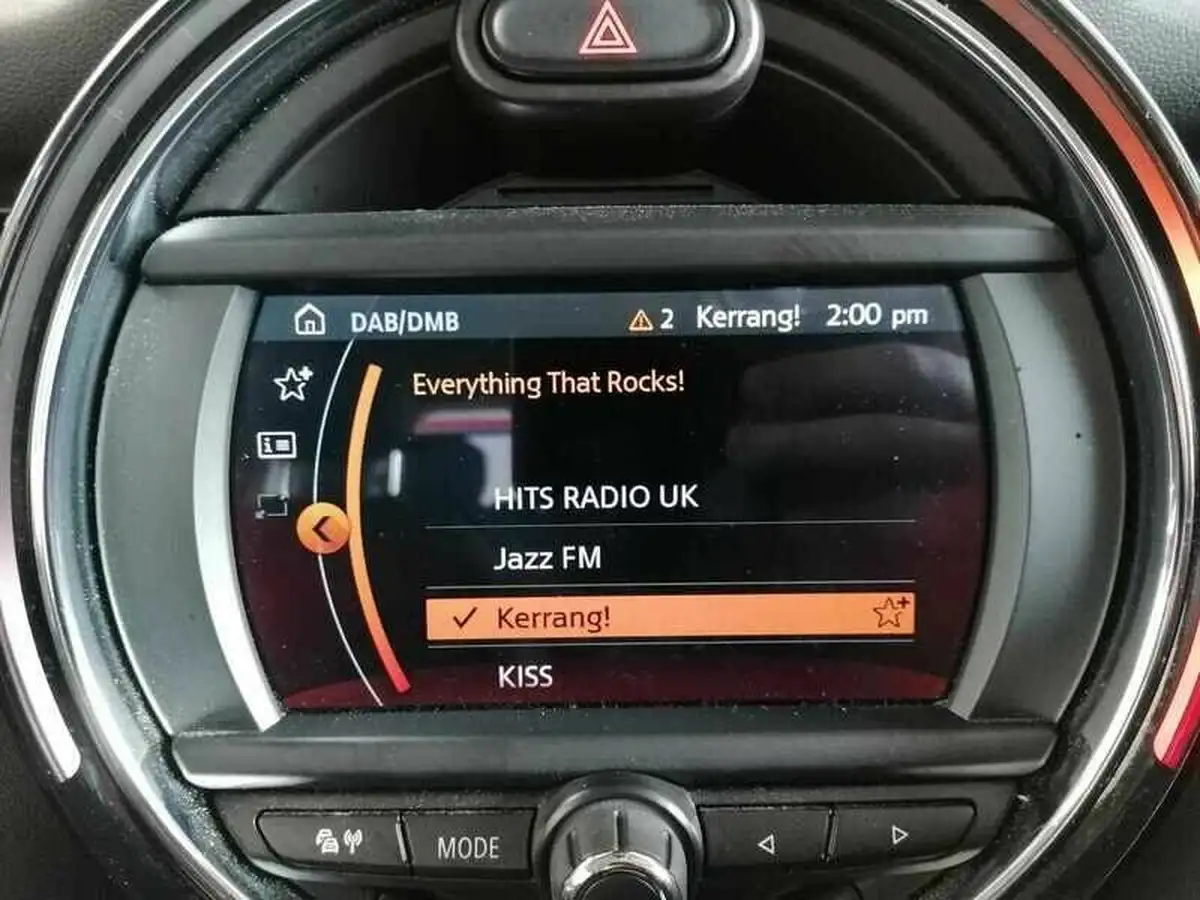 DAB/DMB 2 Kerrang! 2:00 pm
Everything That Rocks!
HITS RADIO UK
Jazz FM
Kerrang!
KISS
MODE